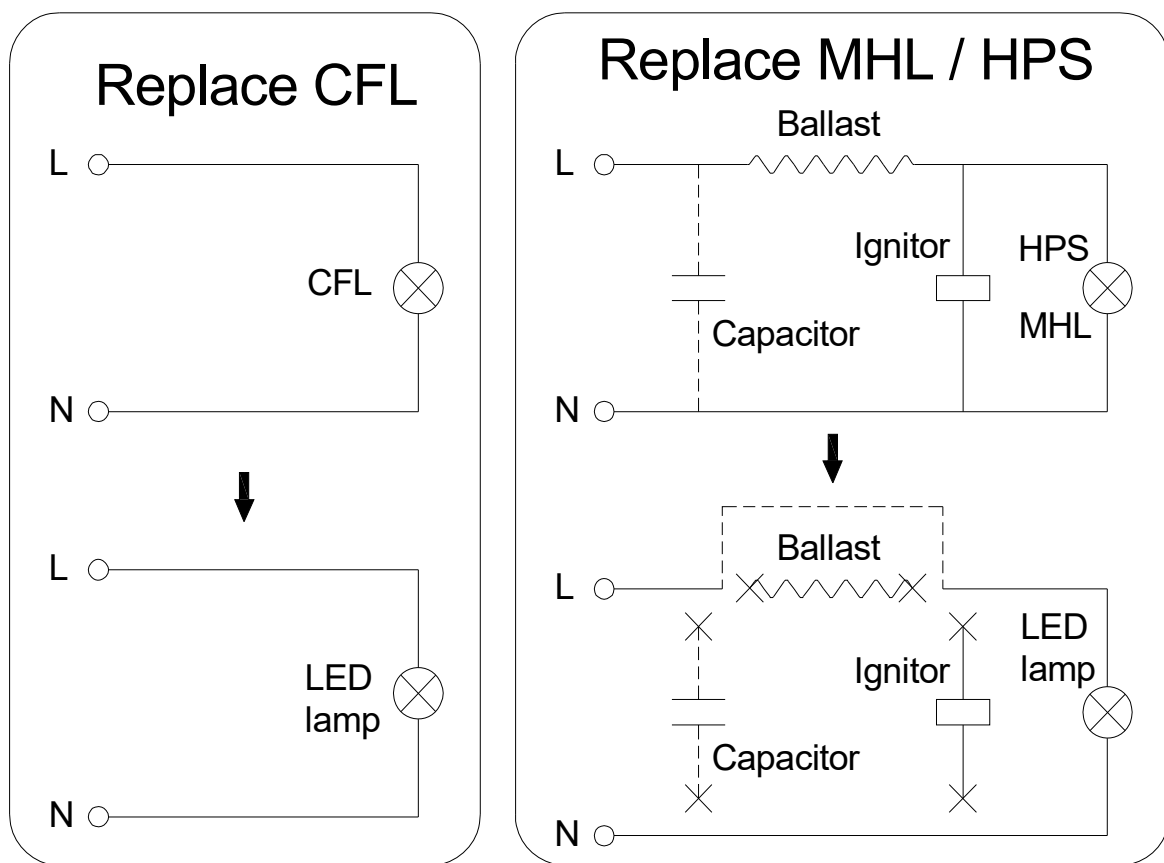 Replace CFL
L
CFL
N
L
LED
lamp
N
Replace MHL / HPS
Ballast
L
Ignitor
HPS
Capacitor
MHL
N
Ballast
L
LED
Ignitor
lamp
Capacitor
N